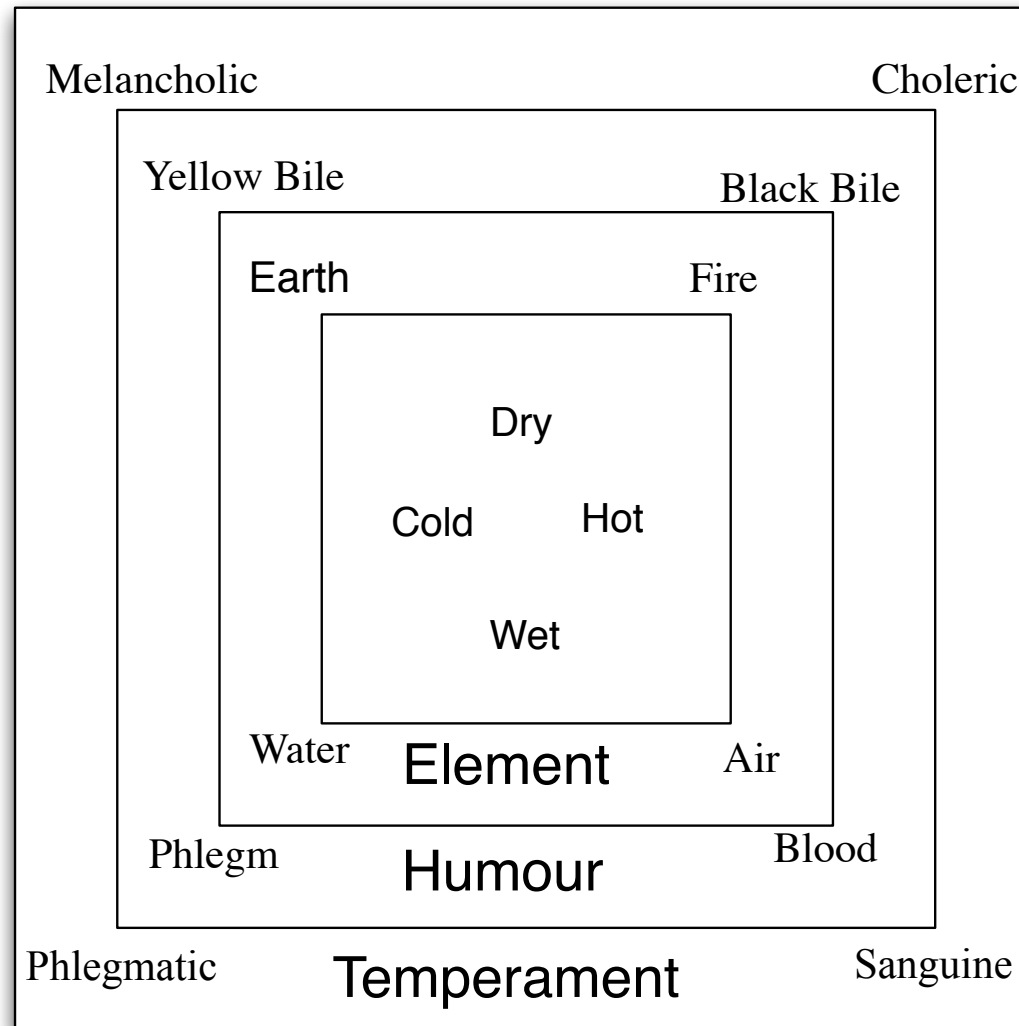 Melancholic Choleric
Yellow Bile Black Bile
Earth Fire
Dry
Cold Hot
Wet
Water Element Air
Phlegm Humour Blood
Phlegmatic Temperament Sanguine